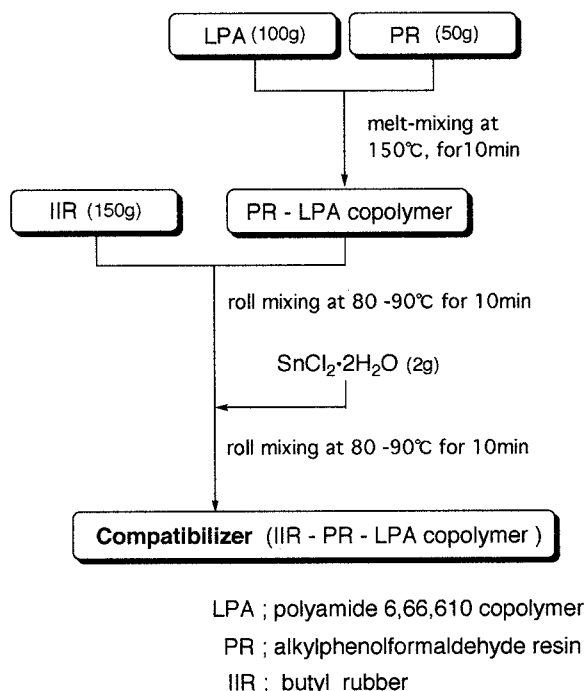 LPA (100g)
PR (50g)
melt-mixing at
150℃, for10min
IIR (150g)
PR - LPA copolymer
roll mixing at 80 -90℃ for 10min
SnCl₂•2H₂O (2g)
roll mixing at 80 -90℃ for 10min
Compatibilizer (IIR - PR - LPA copolymer )
LPA ; polyamide 6,66,610 copolymer
PR ; alkylphenolformaldehyde resin
IIR ; butyl rubber